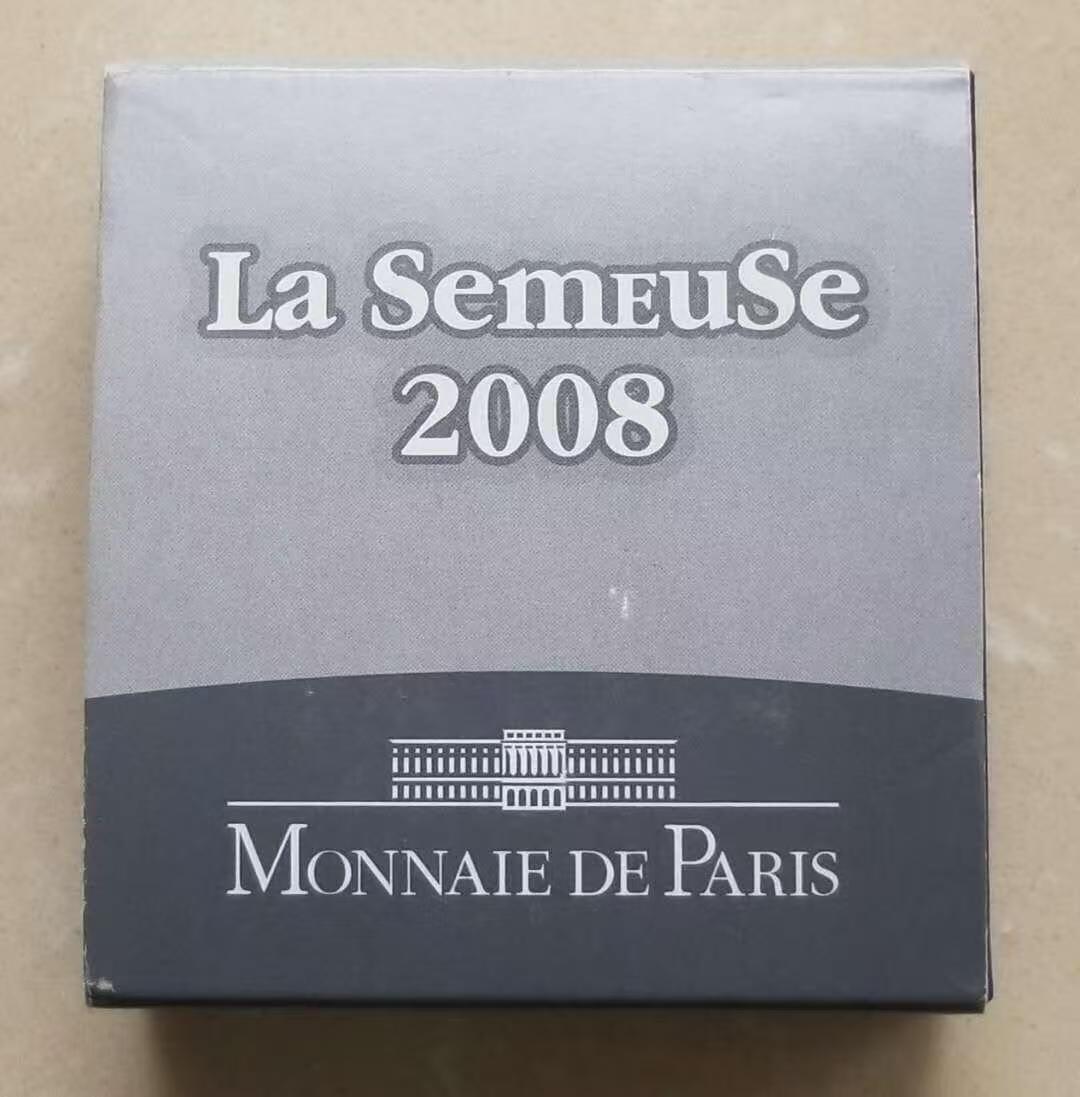 La SemEuSe
2008
MONNAIE DE PARIS